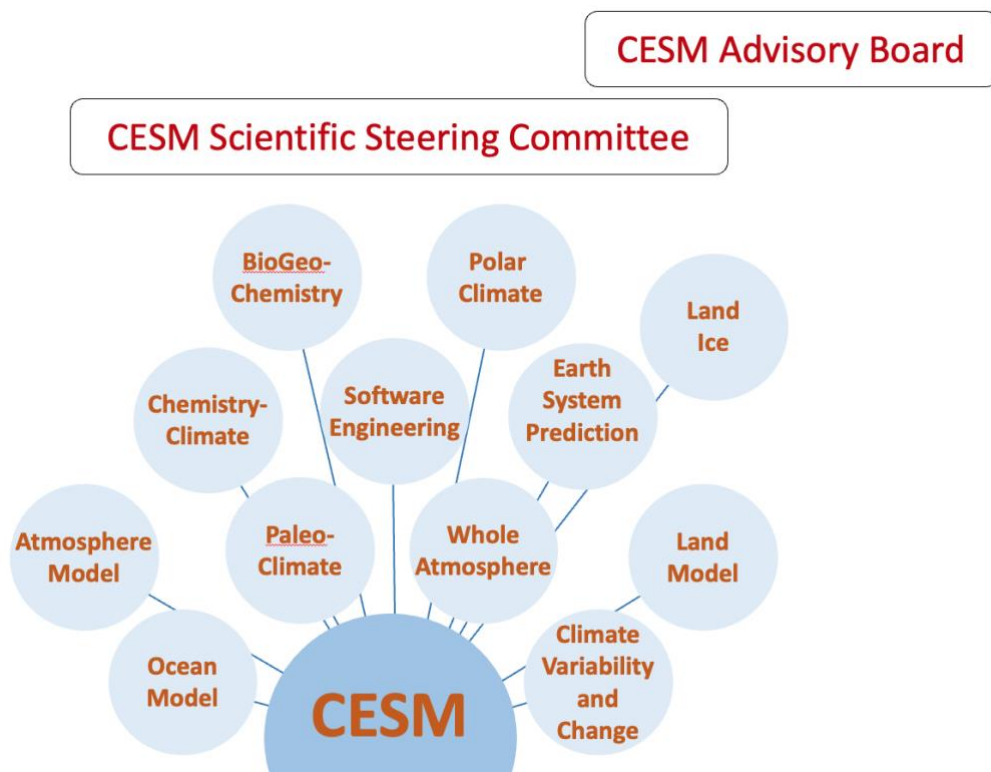 CESM Advisory Board
CESM Scientific Steering Committee
BioGeo-
Chemistry
Polar
Climate
Land
Ice
Chemistry-
Climate
Software
Engineering
Earth
System
Prediction
Atmosphere
Model
Paleo-
Climate
Whole
Atmosphere
Land
Model
Ocean
Model
Climate
Variability
and
Change
CESM